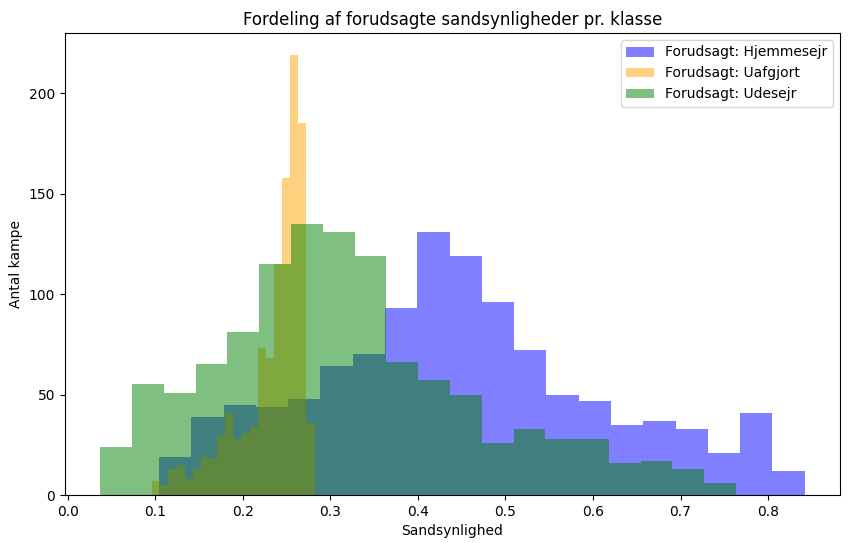 Fordeling af forudsagte sandsynligheder pr. klasse
Forudsagt: Hjemmesejr
Forudsagt: Uafgjort
Forudsagt: Udesejr
Antal kampe
200
150
100
50
0
0.0 0.1 0.2 0.3 0.4 0.5 0.6 0.7 0.8
Sandsynlighed